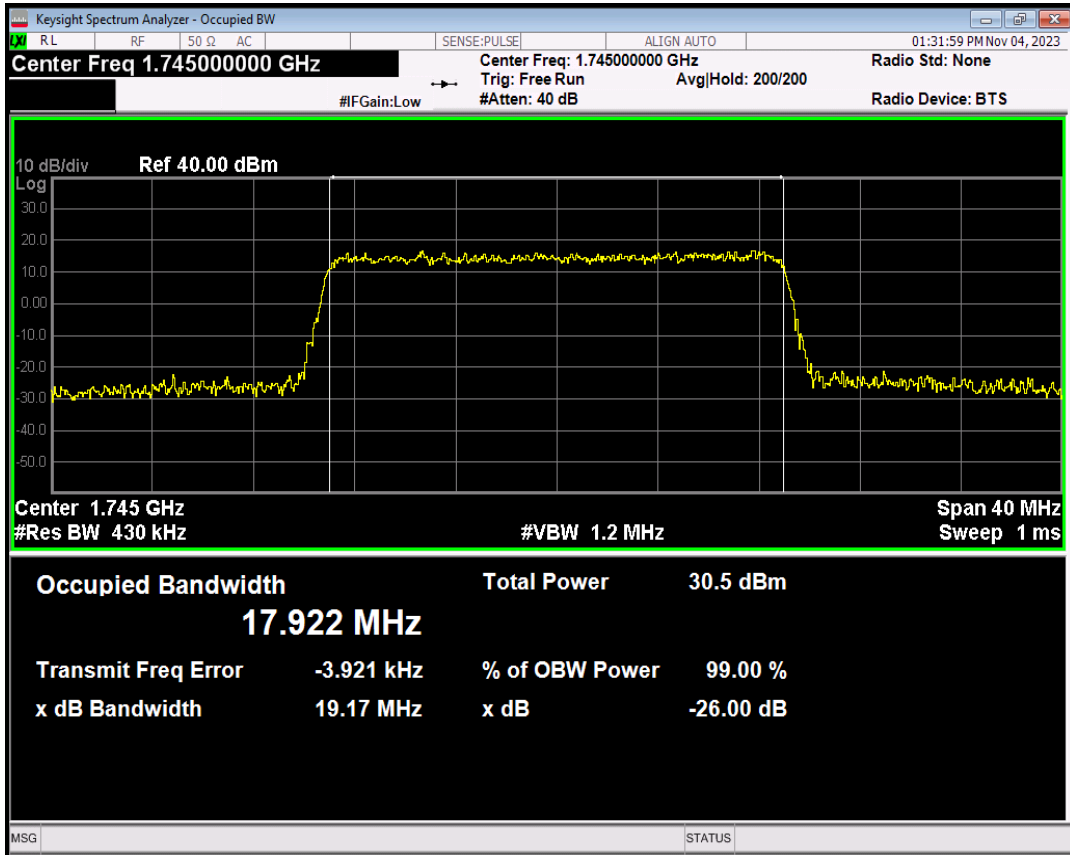 Keysight Spectrum Analyzer - Occupied BW
LXI RL RF 50 Ω AC SENSE:PULSE ALIGN AUTO 01:31:59 PM Nov 04, 2023
Center Freq 1.745000000 GHz
Center Freq: 1.745000000 GHz
Radio Std: None
Trig: Free Run Avg|Hold: 200/200
#IFGain:Low #Atten: 40 dB Radio Device: BTS
10 dB/div Ref 40.00 dBm
Log
30.0
20.0
10.0
0.00
-10.0
-20.0
-30.0
-40.0
-50.0
Center 1.745 GHz Span 40 MHz
#Res BW 430 kHz #VBW 1.2 MHz Sweep 1 ms
Occupied Bandwidth Total Power 30.5 dBm
17.922 MHz
Transmit Freq Error -3.921 kHz % of OBW Power 99.00 %
x dB Bandwidth 19.17 MHz x dB -26.00 dB
MSG STATUS